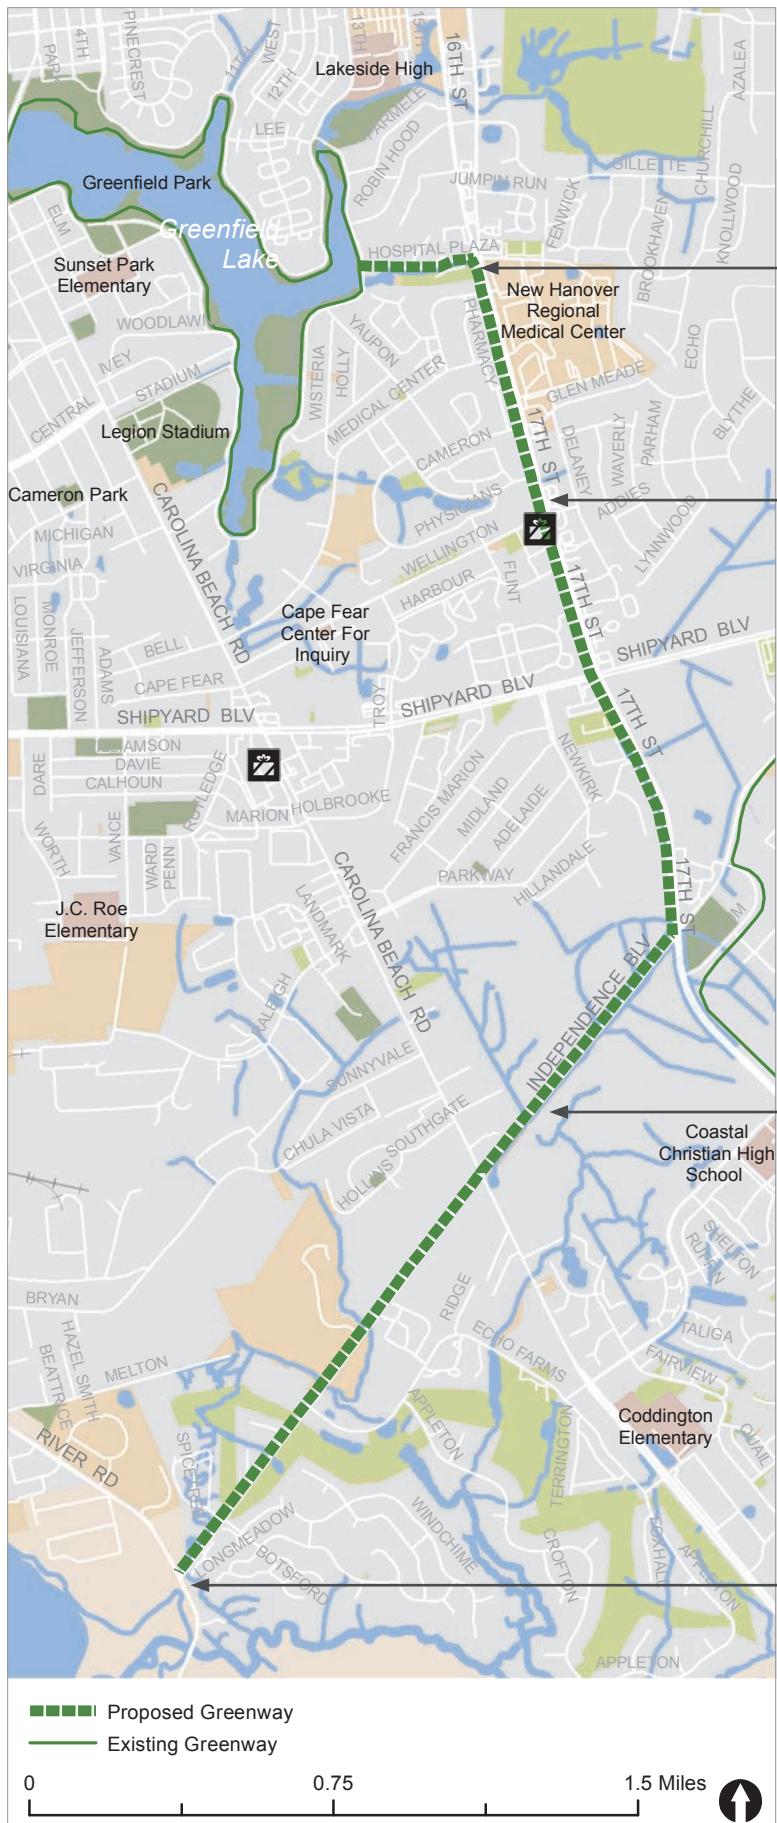 PARK
4TH
PINECREST
11TH
WEST
12TH
13TH
15TH
16TH ST
AZALEA
Lakeside High
PARMELE
LEE
ROBIN HOOD
GILLETTE
CHURCHILL
KNOLLWOOD
JUMPIN RUN
FENWICK
BROOKHAVEN
Greenfield Park
ELM
Greenfield
Lake
HOSPITAL PLAZA
Sunset Park
Elementary
New Hanover
Regional
Medical Center
PHARMACY
WOODLAWN
IVEY
STADIUM
CENTRAL
WISTERIA
HOLLY
YAUPON
MEDICAL CENTER
ECHO
GLEN MEADE
BLYTHE
Legion Stadium
CAMERON
17TH ST
DELANEY
WAVERLY
PARHAM
Cameron Park
CAROLINA BEACH RD
PHYSICIANS
ADDIES
LYNNWOOD
MICHIGAN
VIRGINIA
WELLINGTON
HARBOUR
FLINT
17TH ST
LOUISIANA
MONROE
JEFFERSON
ADAMS
BELL
CAPE FEAR
Cape Fear
Center For
Inquiry
TROY
SHIPYARD BLV
SHIPYARD BLV
SHIPYARD BLV
17TH ST
DARE
LIAMSON
DAVIE
CALHOUN
RUTLEDGE
MARION
HOLBROOKE
FRANCIS MARION
MIDLAND
ADELAIDE
NEWKIRK
WORTH
VANCE
WARD
PENN
PARKWAY
HILLANDALE
17TH ST
M
J.C. Roe
Elementary
LANDMARK
CAROLINA BEACH RD
RALEIGH
INDEPENDENCE BLV
SUNNYVALE
CHULA VISTA
SOUTHGATE
HOLLINS
Coastal
Christian High
School
SHELTON
RUFFIN
BRYAN
HAZEL SMITH
BEATRICE
MELTON
RIDGE
ECHO FARMS
TALIGA
FAIRVIEW
RIVER RD
APPLETON
TERRINGTON
Coddington
Elementary
QUAIL
LONGMEADOW
BOTSFORD
WINDCHIME
CROFTON
FOXHALL
APPLETON
APPLETON
Proposed Greenway
Existing Greenway
0 0.75 1.5 Miles